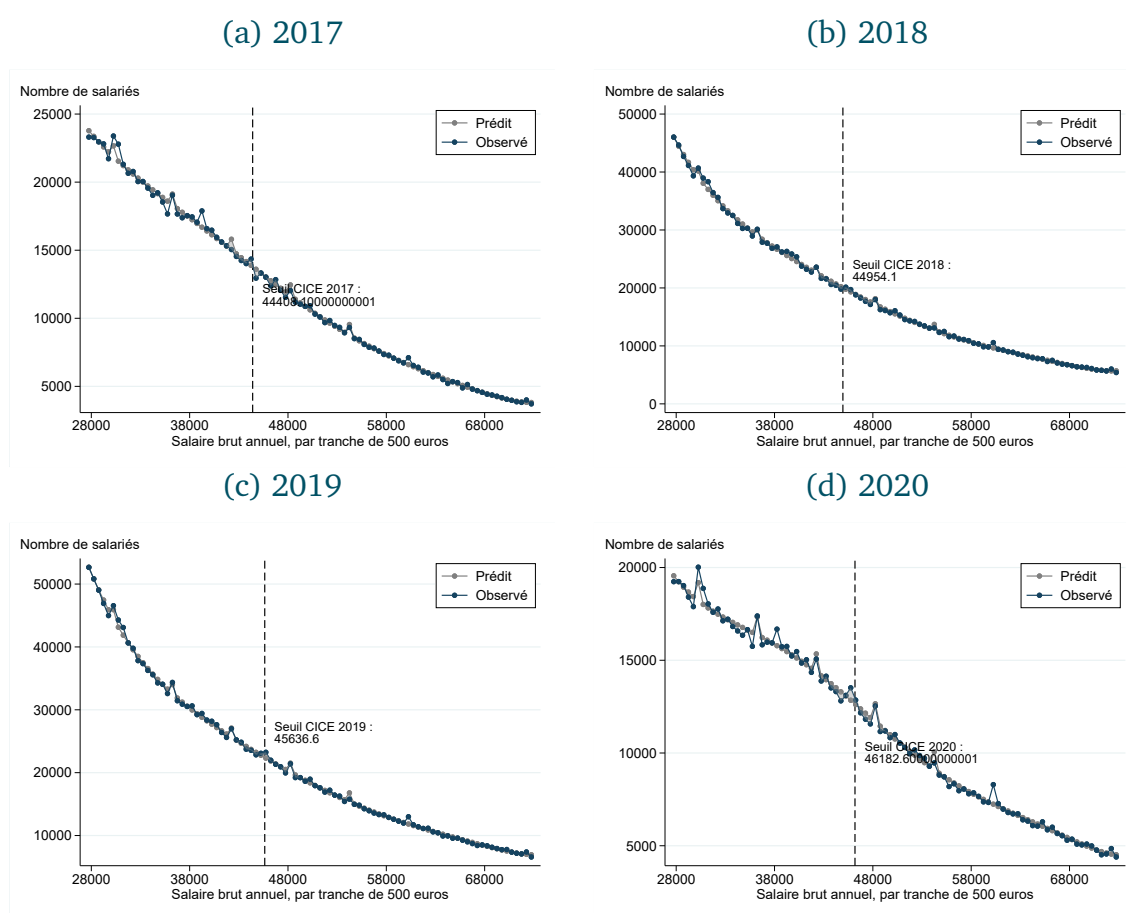 (a) 2017
Nombre de salariés
25000
20000
15000
10000
5000
Prédit
Observé
Seuil CICE 2017 :
44408.10000000001
28000 38000 48000 58000 68000
Salaire brut annuel, par tranche de 500 euros
(b) 2018
Nombre de salariés
50000
40000
30000
20000
10000
0
Prédit
Observé
Seuil CICE 2018 :
44954.1
28000 38000 48000 58000 68000
Salaire brut annuel, par tranche de 500 euros
(c) 2019
Nombre de salariés
50000
40000
30000
20000
10000
Prédit
Observé
Seuil CICE 2019 :
45636.6
28000 38000 48000 58000 68000
Salaire brut annuel, par tranche de 500 euros
(d) 2020
Nombre de salariés
20000
15000
10000
5000
Prédit
Observé
Seuil CICE 2020 :
46182.60000000001
28000 38000 48000 58000 68000
Salaire brut annuel, par tranche de 500 euros